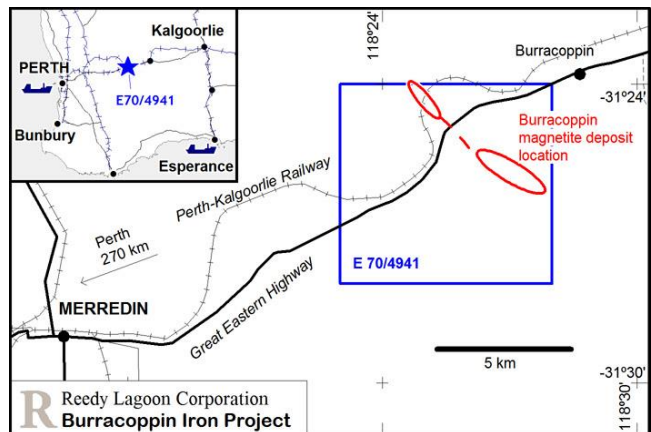 Kalgoorlie
PERTH
E70/4941
Bunbury
Esperance
118°24'
Burracoppin
-31°24'
Burracoppin
magnetite deposit
location
Perth-Kalgoorlie Railway
Perth
270 km
E 70/4941
Great Eastern Highway
MERREDIN
5 km
-31°30'
118°30'
R Reedy Lagoon Corporation
Burracoppin Iron Project